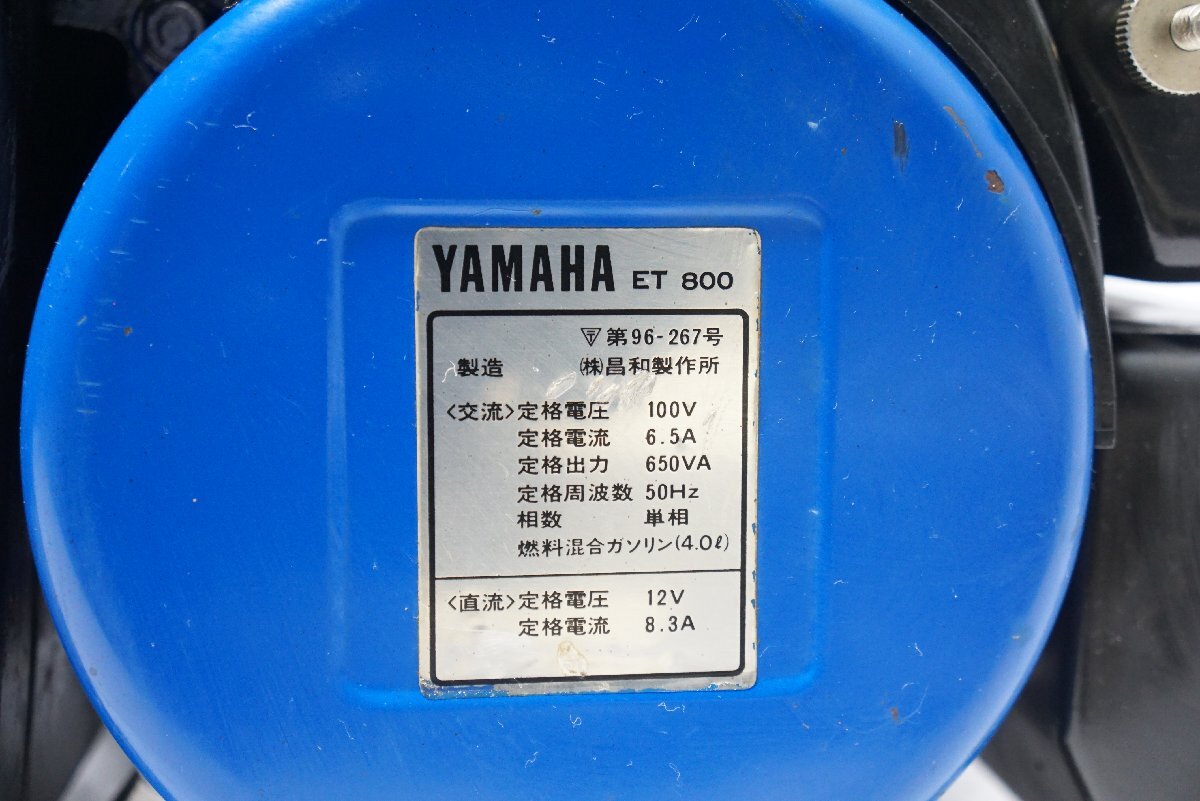 YAMAHA ET 800
〒第96-267号
製造 ㈱昌和製作所
〈交流〉定格電圧 100V
定格電流 6.5A
定格出力 650VA
定格周波数 50Hz
相数 単相
燃料混合ガソリン(4.0ℓ)
〈直流〉定格電圧 12V
定格電流 8.3A